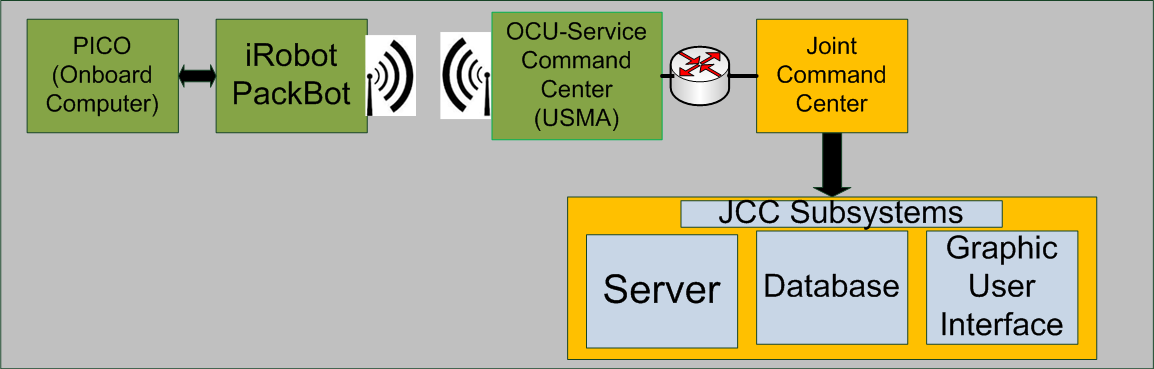 PICO
(Onboard
Computer)
iRobot
PackBot
OCU-Service
Command
Center
(USMA)
Joint
Command
Center
JCC Subsystems
Server
Database
Graphic
User
Interface